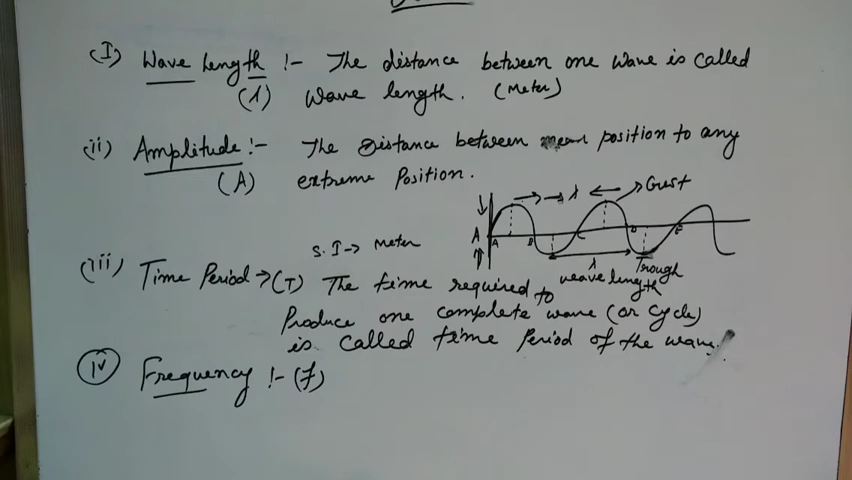 (I) Wave length :- The distance between one wave is called
(λ) wave length. (Meter)
(ii) Amplitude :- The Distance between mean position to any
(A) extreme Position.
λ Crest
A A B C D E
S.I → Meter
λ Trough
wave length
(iii) Time Period → (T) The time required to
Produce one complete wave (or cycle)
is called time Period of the wave.
(iv) Frequency :- (f)